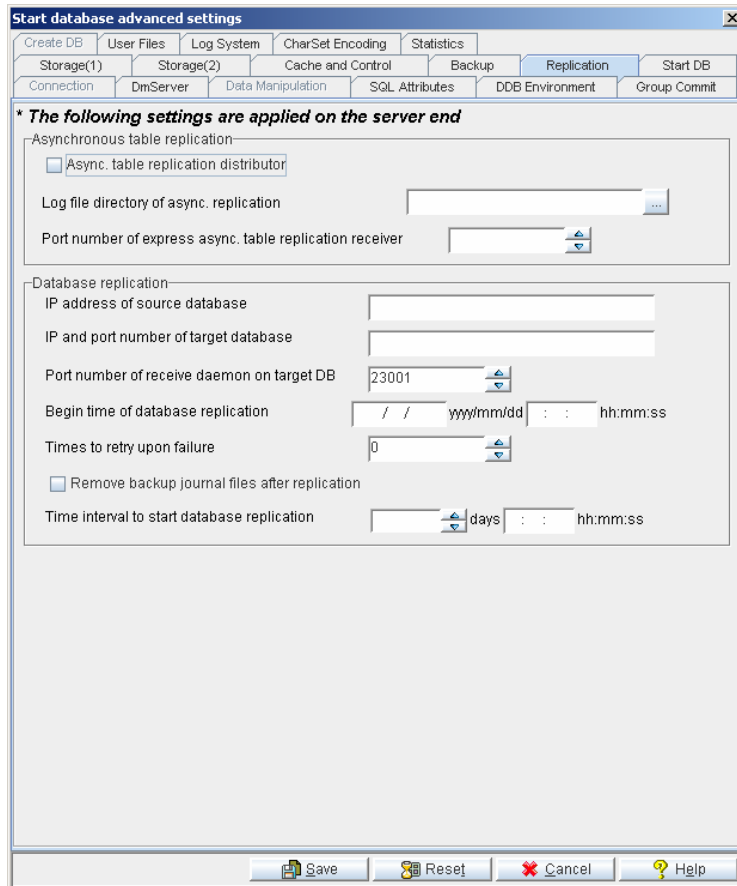 Start database advanced settings
Create DB User Files Log System CharSet Encoding Statistics
Storage(1) Storage(2) Cache and Control Backup Replication Start DB
Connection DmServer Data Manipulation SQL Attributes DDB Environment Group Commit
* The following settings are applied on the server end
Asynchronous table replication
Async. table replication distributor
Log file directory of async. replication ...
Port number of express async. table replication receiver
Database replication
IP address of source database
IP and port number of target database
Port number of receive daemon on target DB 23001
Begin time of database replication / / yyyy/mm/dd : : hh:mm:ss
Times to retry upon failure 0
Remove backup journal files after replication
Time interval to start database replication days : : hh:mm:ss
Save Reset Cancel Help